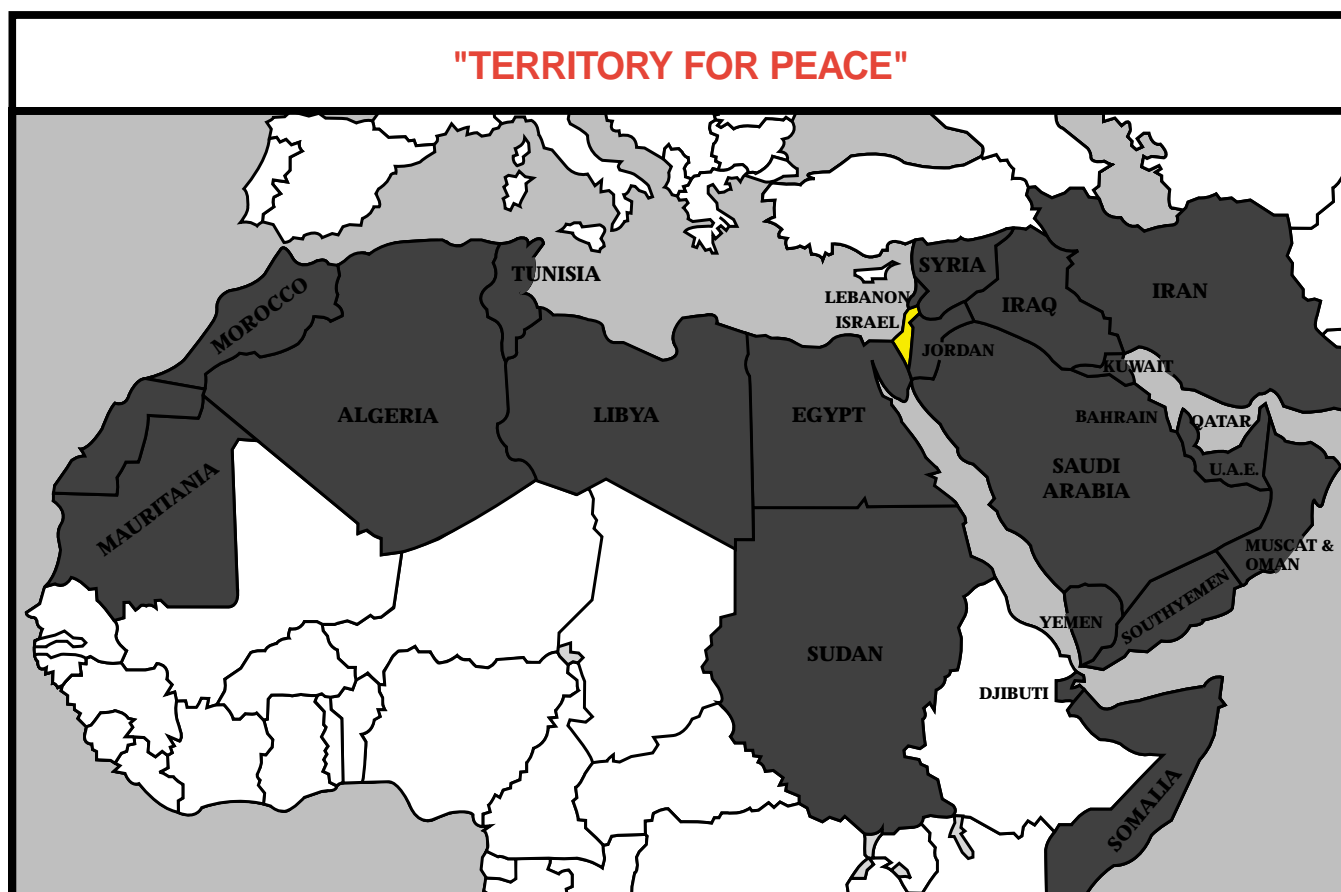 "TERRITORY FOR PEACE"
TUNISIA
SYRIA
MOROCCO
LEBANON
IRAQ
IRAN
ISRAEL
JORDAN
KUWAIT
ALGERIA
LIBYA
EGYPT
BAHRAIN
QATAR
SAUDI
ARABIA
U.A.E.
MAURITANIA
MUSCAT &
OMAN
SOUTHYEMEN
YEMEN
SUDAN
DJIBUTI
SOMALIA